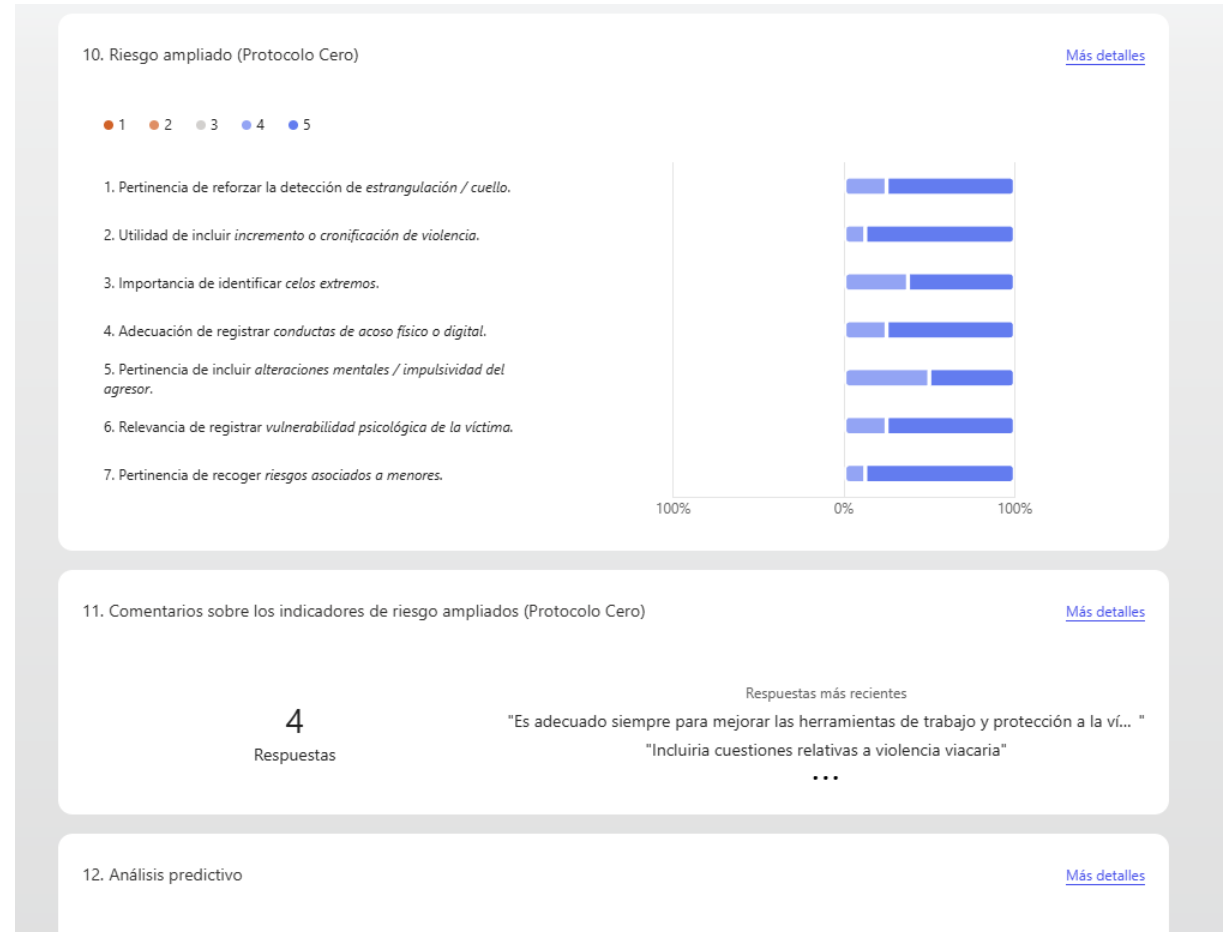 10. Riesgo ampliado (Protocolo Cero)
Más detalles
1 2 3 4 5
1. Pertinencia de reforzar la detección de estrangulación / cuello.
2. Utilidad de incluir incremento o cronificación de violencia.
3. Importancia de identificar celos extremos.
4. Adecuación de registrar conductas de acoso físico o digital.
5. Pertinencia de incluir alteraciones mentales / impulsividad del
agresor.
6. Relevancia de registrar vulnerabilidad psicológica de la víctima.
7. Pertinencia de recoger riesgos asociados a menores.
100% 0% 100%
11. Comentarios sobre los indicadores de riesgo ampliados (Protocolo Cero)
Más detalles
4
Respuestas
Respuestas más recientes
"Es adecuado siempre para mejorar las herramientas de trabajo y protección a la ví... "
"Incluiria cuestiones relativas a violencia viacaria"
...
12. Análisis predictivo
Más detalles